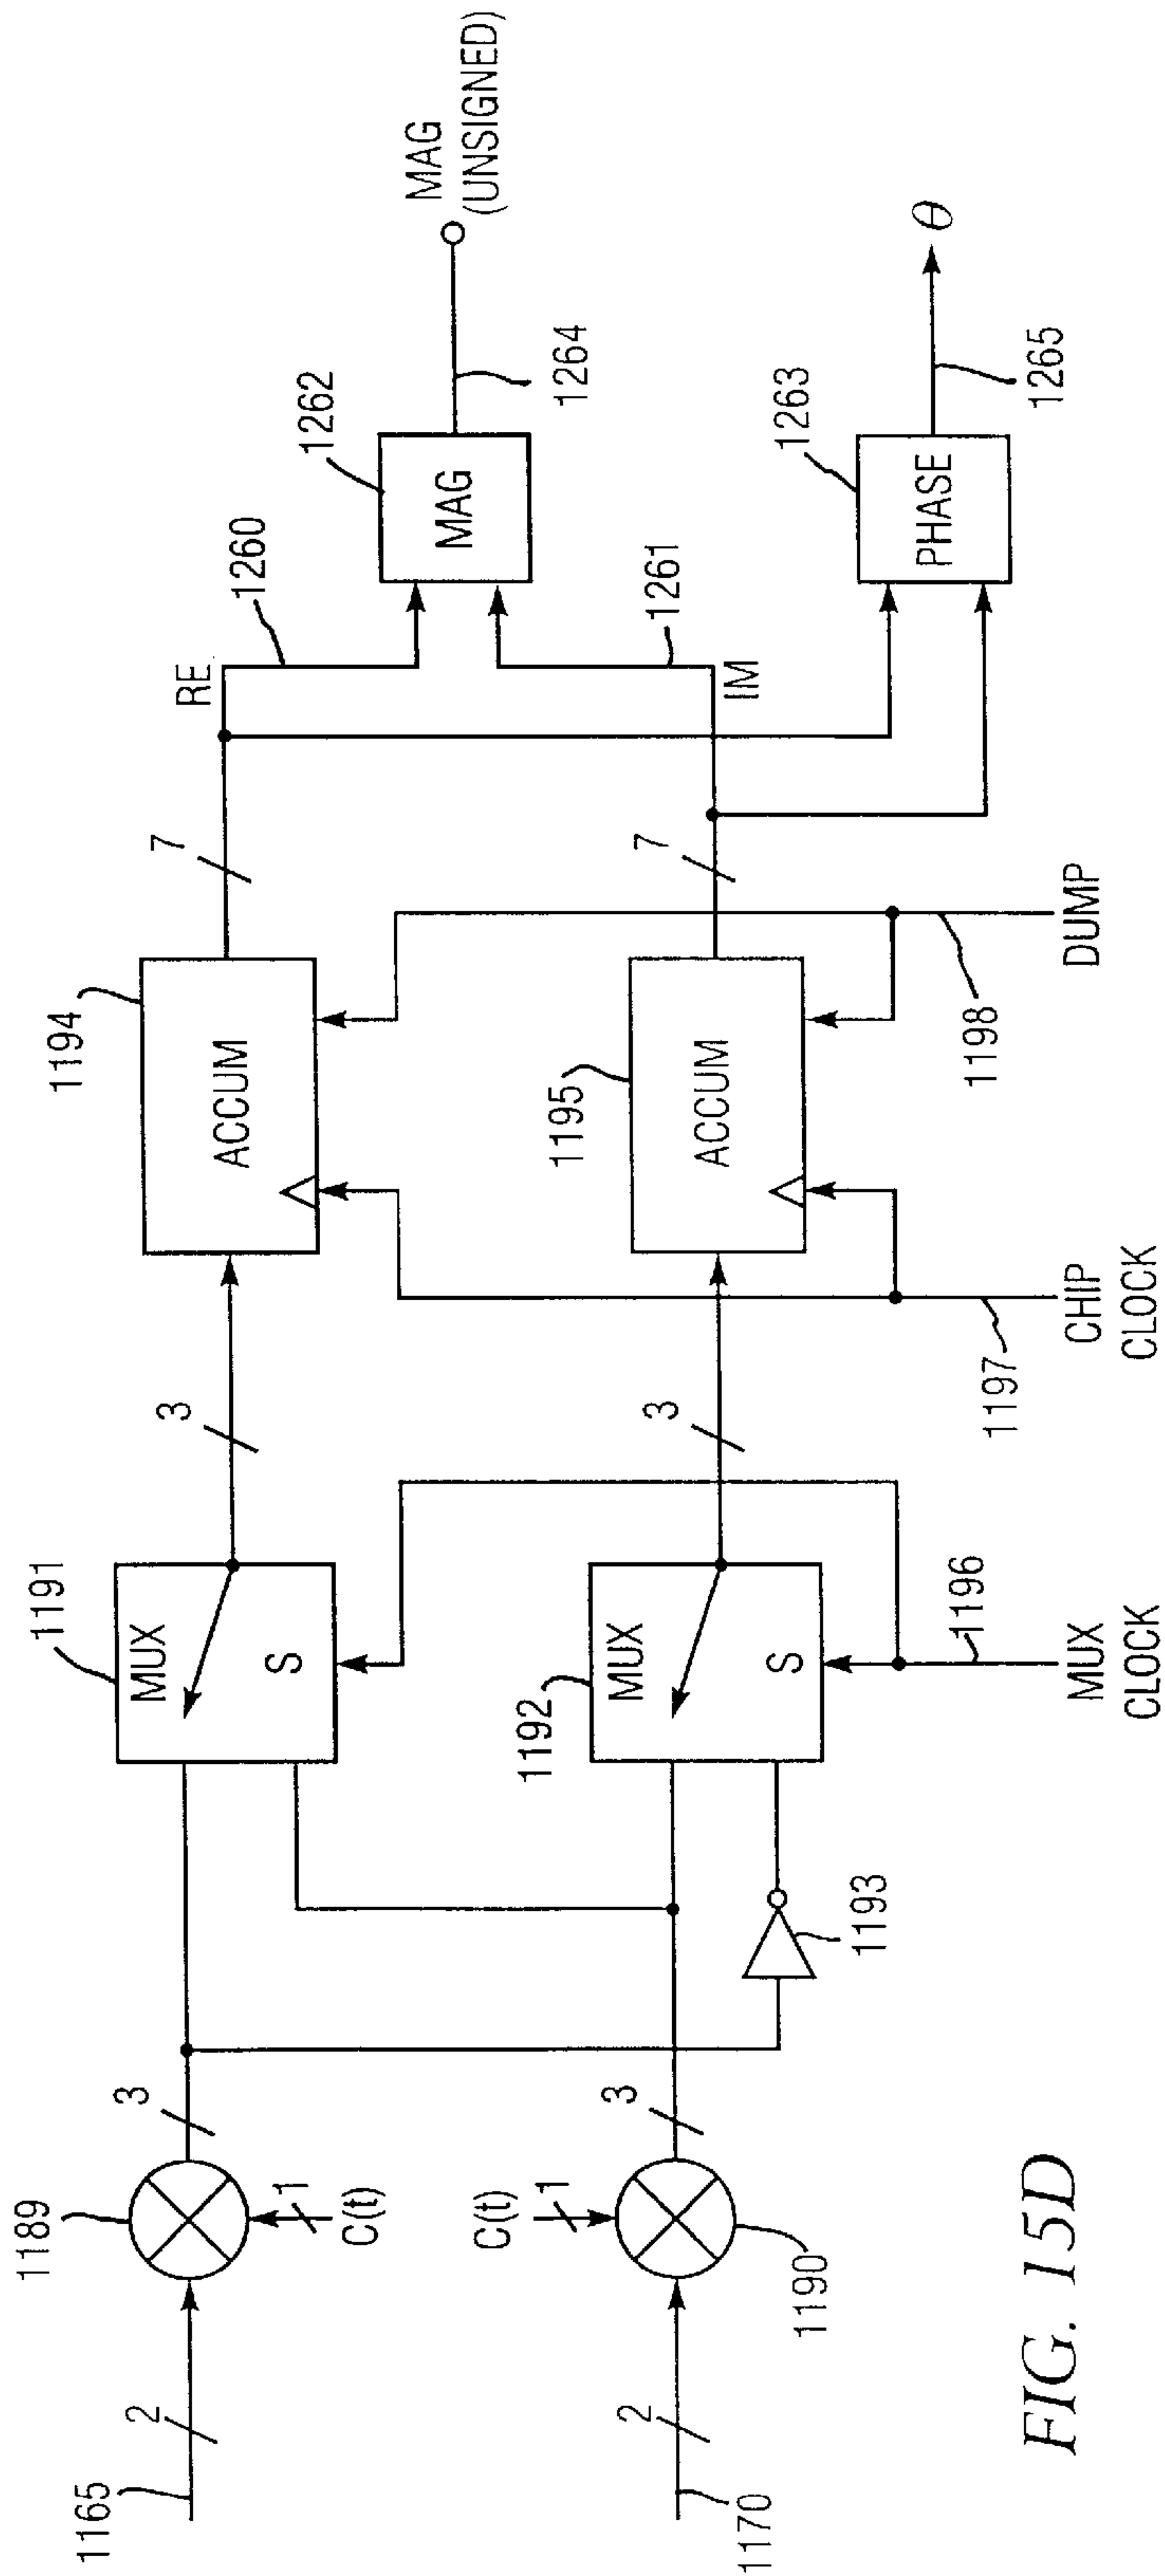 1165
2
1189
3
1
C(t)
MUX
S
1191
3
ACCUM
1194
7
RE
1260
MAG
1262
1264
MAG
(UNSIGNED)
1170
2
C(t)
1
1190
3
1193
MUX
S
1192
3
ACCUM
1195
7
IM
1261
PHASE
1263
1265
θ
MUX
CLOCK
1196
CHIP
CLOCK
1197
DUMP
1198
FIG. 15D